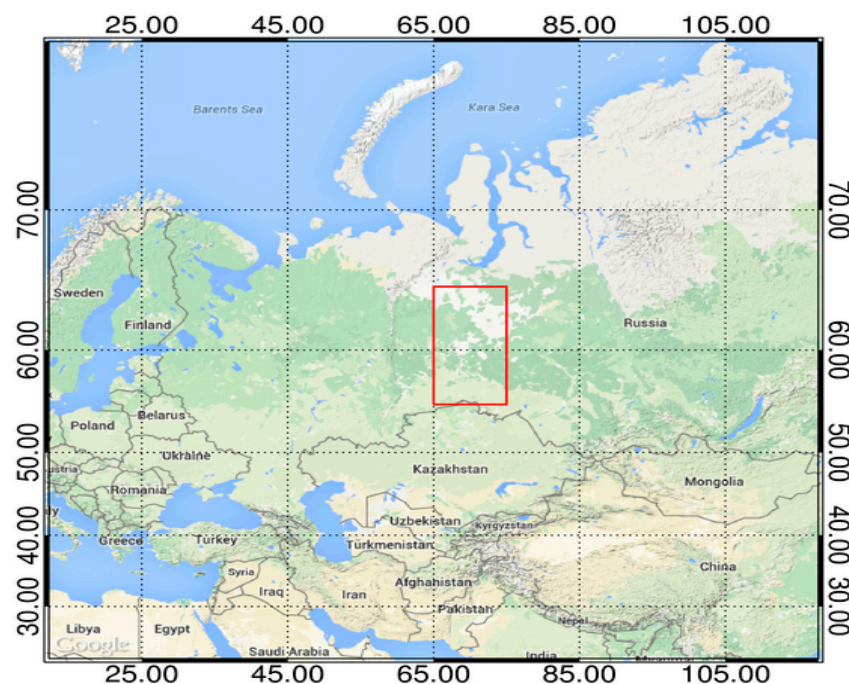 25.00 45.00 65.00 85.00 105.00
Barents Sea
Kara Sea
70.00
70.00
Sweden
Finland
Russia
60.00
60.00
Belarus
Poland
Ukraine
50.00
50.00
Kazakhstan
Austria
Mongolia
Romania
Uzbekistan
Kyrgyzstan
ly
Greece
Turkey
40.00
40.00
Turkmenistan
Syria
Afghanistan
China
Iraq
Iran
Pakistan
30.00
30.00
Nepal
Libya
Egypt
Google
Saudi Arabia
India
25.00 45.00 65.00 85.00 105.00